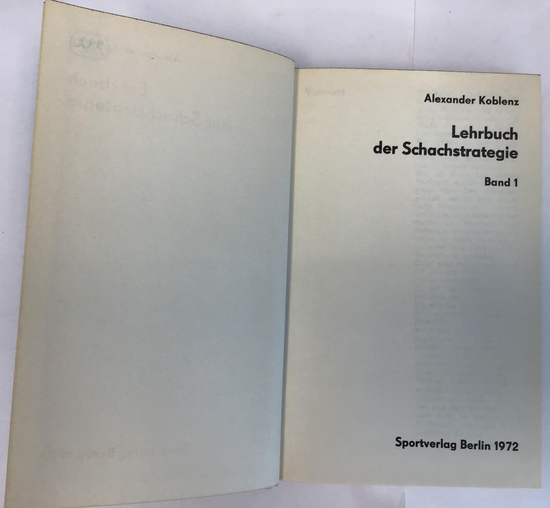 Alexander Koblenz
Lehrbuch
der Schachstrategie
Band 1
Sportverlag Berlin 1972